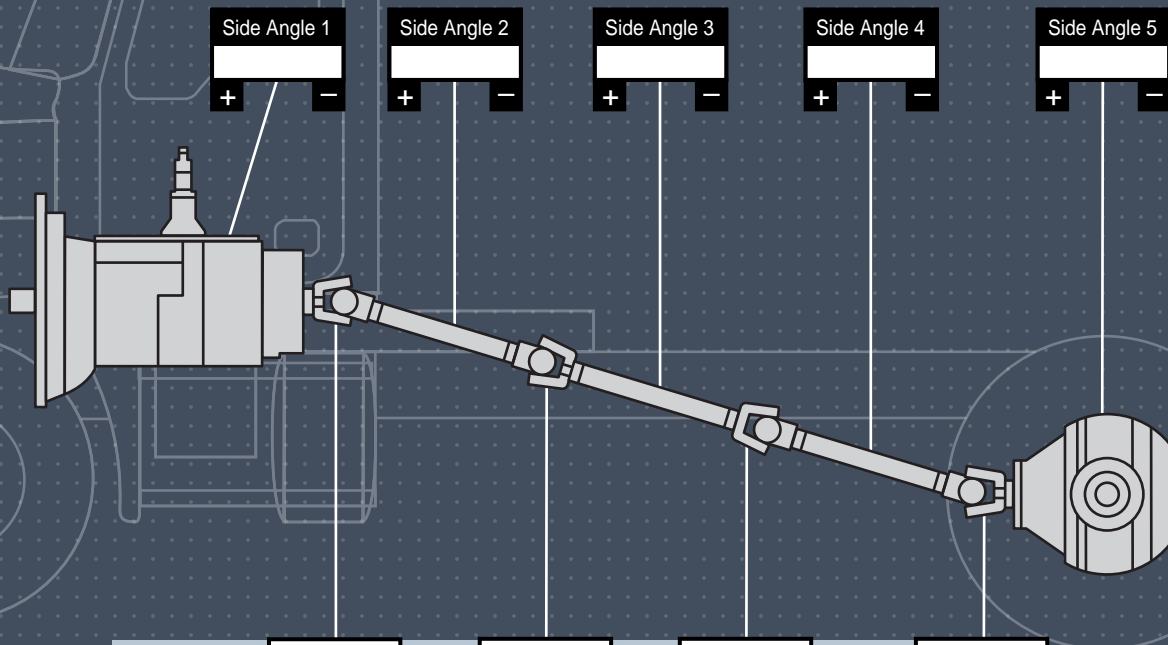 Side Angle 1
+ −
Side Angle 2
+ −
Side Angle 3
+ −
Side Angle 4
+ −
Side Angle 5
+ −